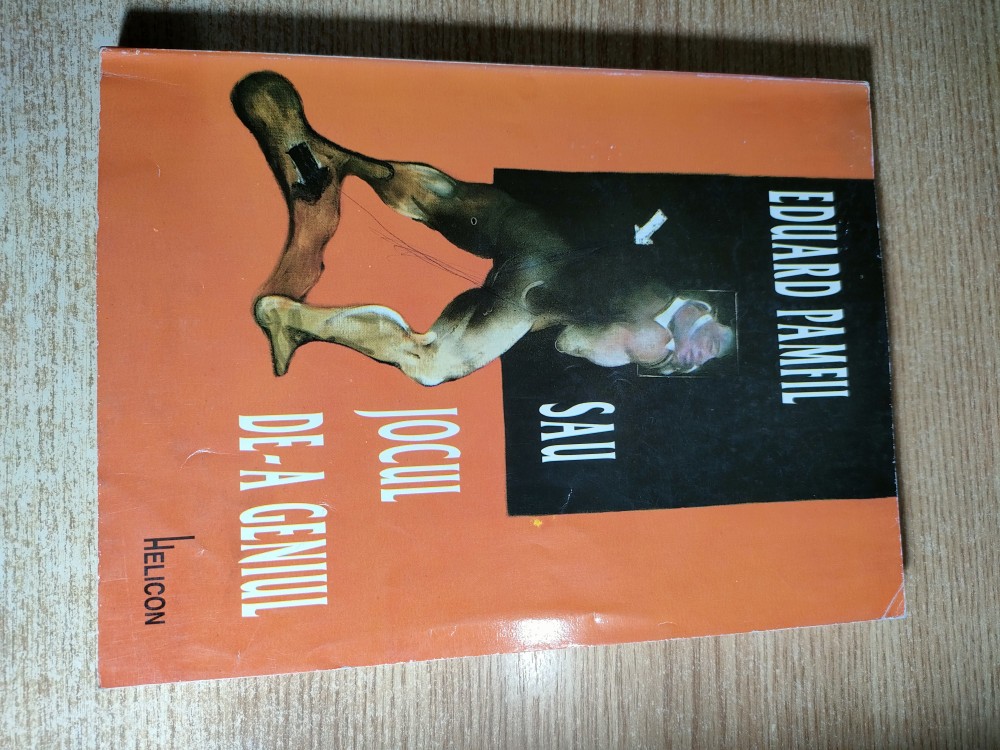 EDUARD PAMFIL
SAU
JOCUL
DE-A GENIUL
HELICON